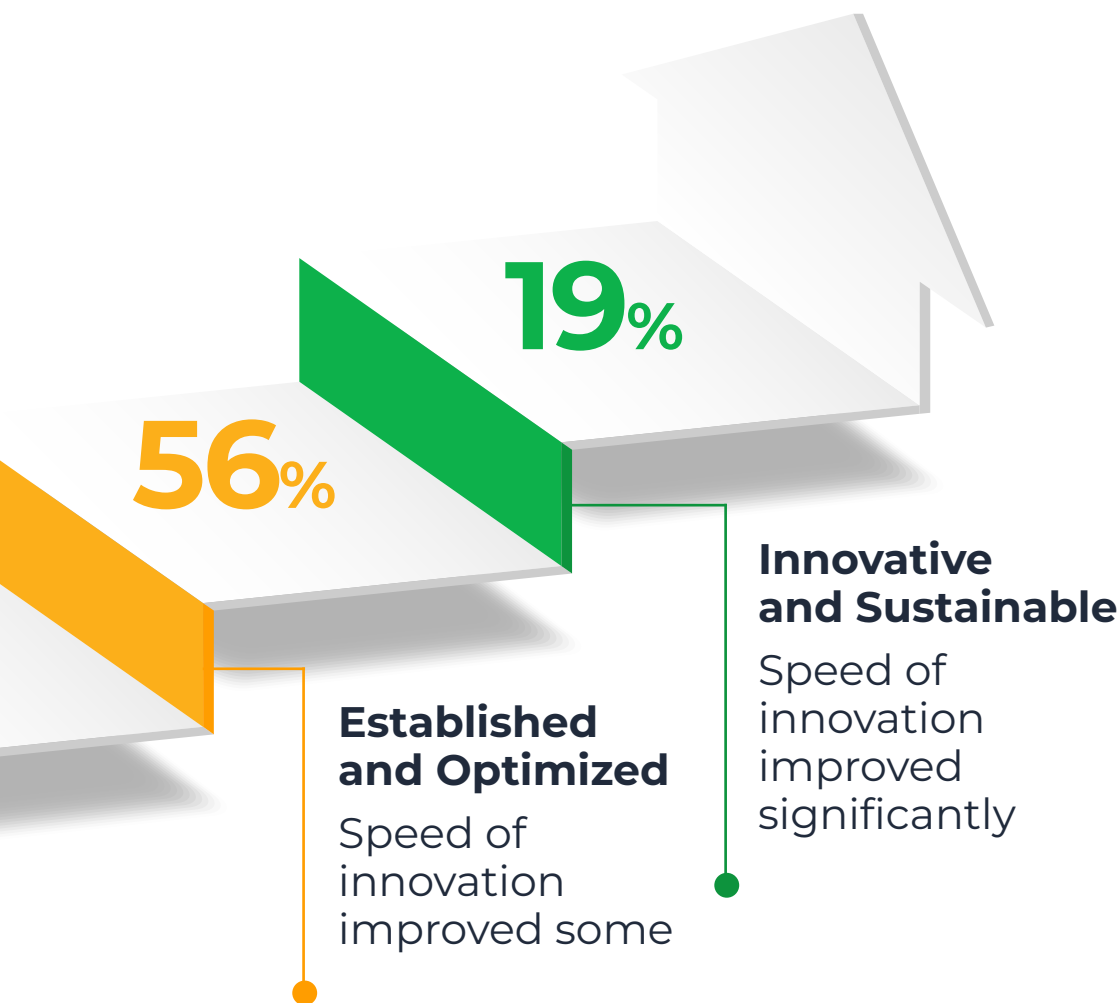 19%
56%
Innovative
and Sustainable
Speed of
innovation
improved
significantly
Established
and Optimized
Speed of
innovation
improved some